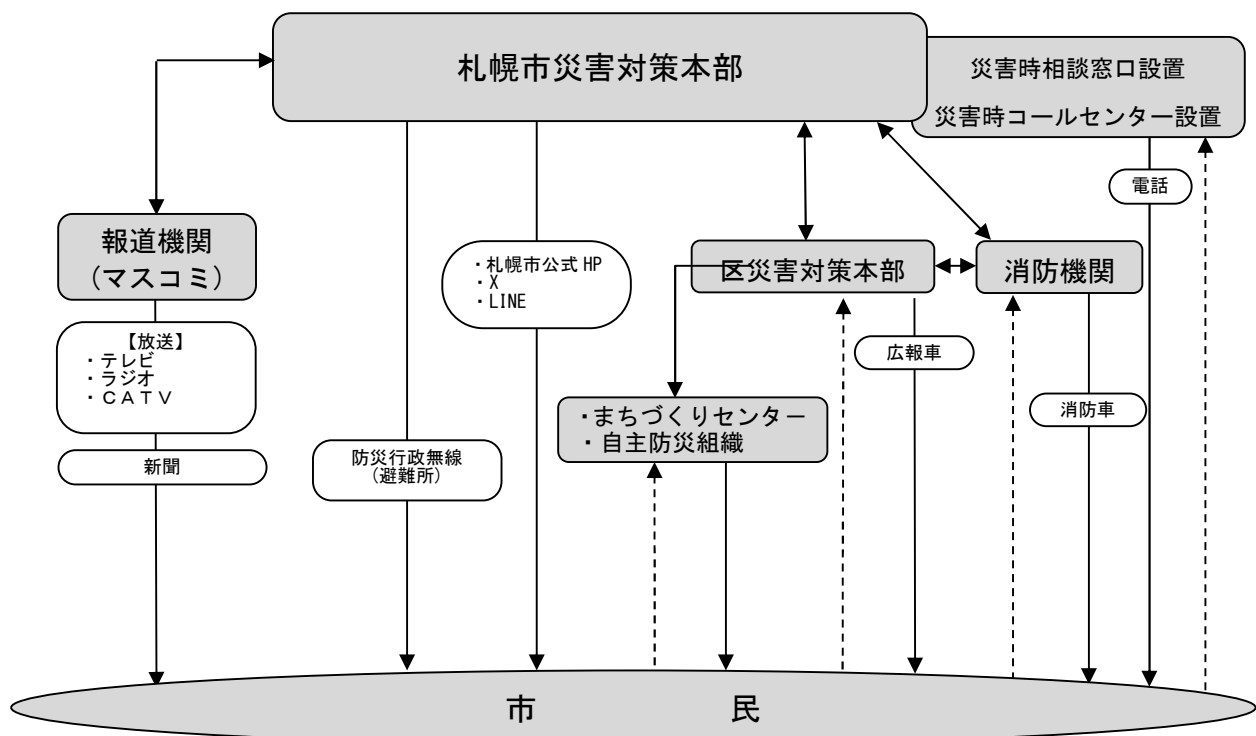 札幌市災害対策本部
災害時相談窓口設置
災害時コールセンター設置
電話
報道機関
(マスコミ)
・札幌市公式 HP
・X
・LINE
区災害対策本部
消防機関
【放送】
・テレビ
・ラジオ
・ＣＡＴＶ
広報車
・まちづくりセンター
・自主防災組織
消防車
新聞
防災行政無線
(避難所)
市　　　　民